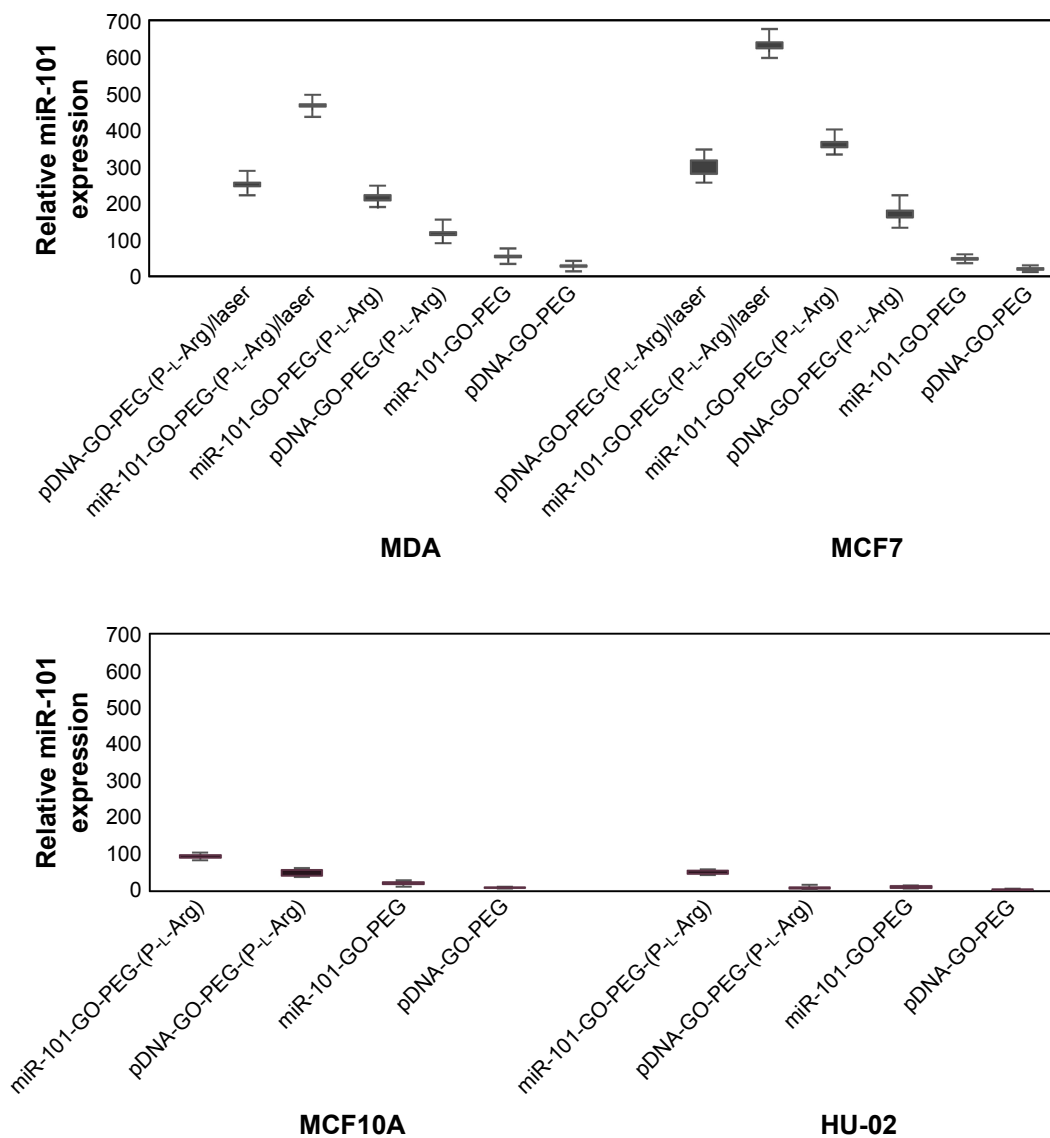 Relative miR-101
expression
700
600
500
400
300
200
100
0
pDNA-GO-PEG-(P-L-Arg)/laser
miR-101-GO-PEG-(P-L-Arg)/laser
miR-101-GO-PEG-(P-L-Arg)
pDNA-GO-PEG-(P-L-Arg)
miR-101-GO-PEG
pDNA-GO-PEG
pDNA-GO-PEG-(P-L-Arg)/laser
miR-101-GO-PEG-(P-L-Arg)/laser
miR-101-GO-PEG-(P-L-Arg)
pDNA-GO-PEG-(P-L-Arg)
miR-101-GO-PEG
pDNA-GO-PEG
MDA
MCF7
Relative miR-101
expression
700
600
500
400
300
200
100
0
miR-101-GO-PEG-(P-L-Arg)
pDNA-GO-PEG-(P-L-Arg)
miR-101-GO-PEG
pDNA-GO-PEG
miR-101-GO-PEG-(P-L-Arg)
pDNA-GO-PEG-(P-L-Arg)
miR-101-GO-PEG
pDNA-GO-PEG
MCF10A
HU-02